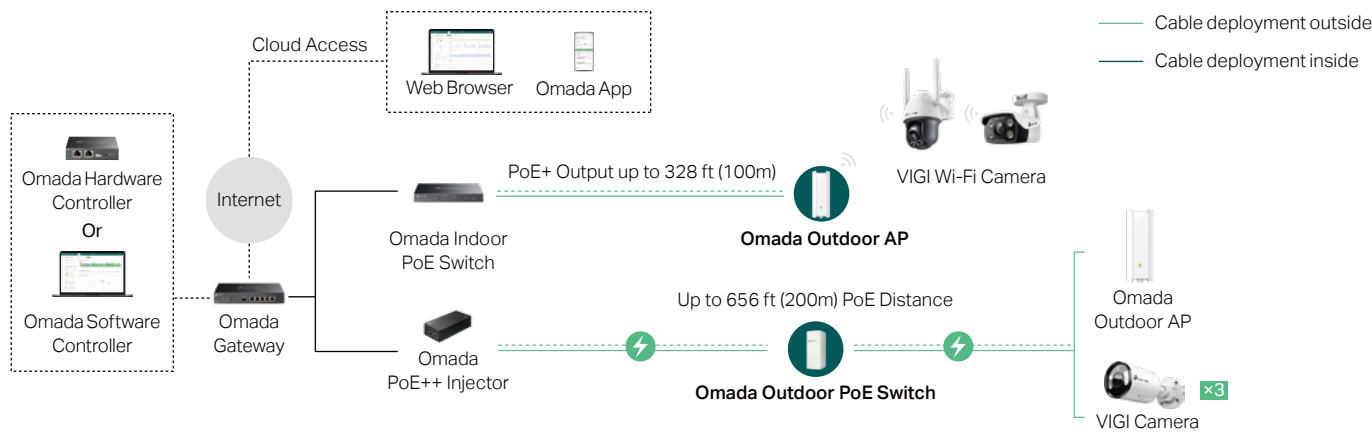 Cable deployment outside
Cable deployment inside
Cloud Access
Web Browser
Omada App
Omada Hardware
Controller
Or
Omada Software
Controller
Internet
Omada
Gateway
Omada Indoor
PoE Switch
PoE+ Output up to 328 ft (100m)
Omada Outdoor AP
VIGI Wi-Fi Camera
Omada
PoE++ Injector
Up to 656 ft (200m) PoE Distance
Omada Outdoor PoE Switch
Omada
Outdoor AP
×3
VIGI Camera